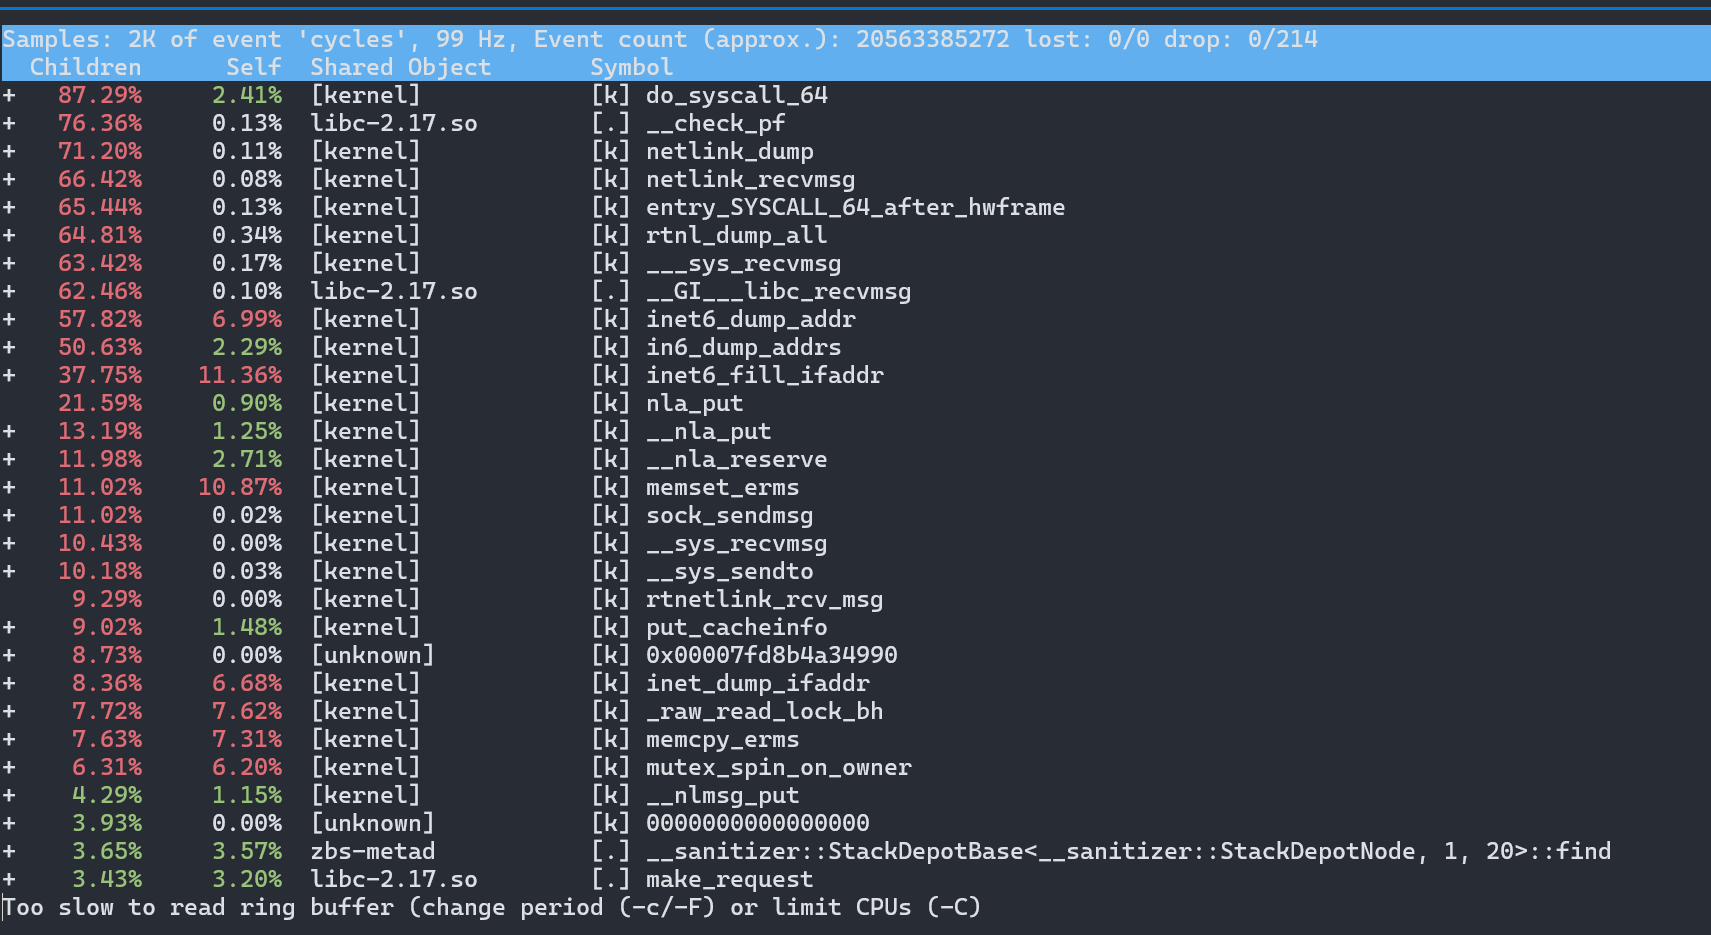 Samples: 2K of event 'cycles', 99 Hz, Event count (approx.): 20563385272 lost: 0/0 drop: 0/214
Children Self Shared Object Symbol
+ 87.29% 2.41% [kernel] [k] do_syscall_64
+ 76.36% 0.13% libc-2.17.so [.] __check_pf
+ 71.20% 0.11% [kernel] [k] netlink_dump
+ 66.42% 0.08% [kernel] [k] netlink_recvmsg
+ 65.44% 0.13% [kernel] [k] entry_SYSCALL_64_after_hwframe
+ 64.81% 0.34% [kernel] [k] rtnl_dump_all
+ 63.42% 0.17% [kernel] [k] ___sys_recvmsg
+ 62.46% 0.10% libc-2.17.so [.] __GI___libc_recvmsg
+ 57.82% 6.99% [kernel] [k] inet6_dump_addr
+ 50.63% 2.29% [kernel] [k] in6_dump_addrs
+ 37.75% 11.36% [kernel] [k] inet6_fill_ifaddr
21.59% 0.90% [kernel] [k] nla_put
+ 13.19% 1.25% [kernel] [k] __nla_put
+ 11.98% 2.71% [kernel] [k] __nla_reserve
+ 11.02% 10.87% [kernel] [k] memset_erms
+ 11.02% 0.02% [kernel] [k] sock_sendmsg
+ 10.43% 0.00% [kernel] [k] __sys_recvmsg
+ 10.18% 0.03% [kernel] [k] __sys_sendto
9.29% 0.00% [kernel] [k] rtnetlink_rcv_msg
+ 9.02% 1.48% [kernel] [k] put_cacheinfo
+ 8.73% 0.00% [unknown] [k] 0x00007fd8b4a34990
+ 8.36% 6.68% [kernel] [k] inet_dump_ifaddr
+ 7.72% 7.62% [kernel] [k] _raw_read_lock_bh
+ 7.63% 7.31% [kernel] [k] memcpy_erms
+ 6.31% 6.20% [kernel] [k] mutex_spin_on_owner
+ 4.29% 1.15% [kernel] [k] __nlmsg_put
+ 3.93% 0.00% [unknown] [k] 0000000000000000
+ 3.65% 3.57% zbs-metad [.] __sanitizer::StackDepotBase<__sanitizer::StackDepotNode, 1, 20>::find
+ 3.43% 3.20% libc-2.17.so [.] make_request
Too slow to read ring buffer (change period (-c/-F) or limit CPUs (-C)